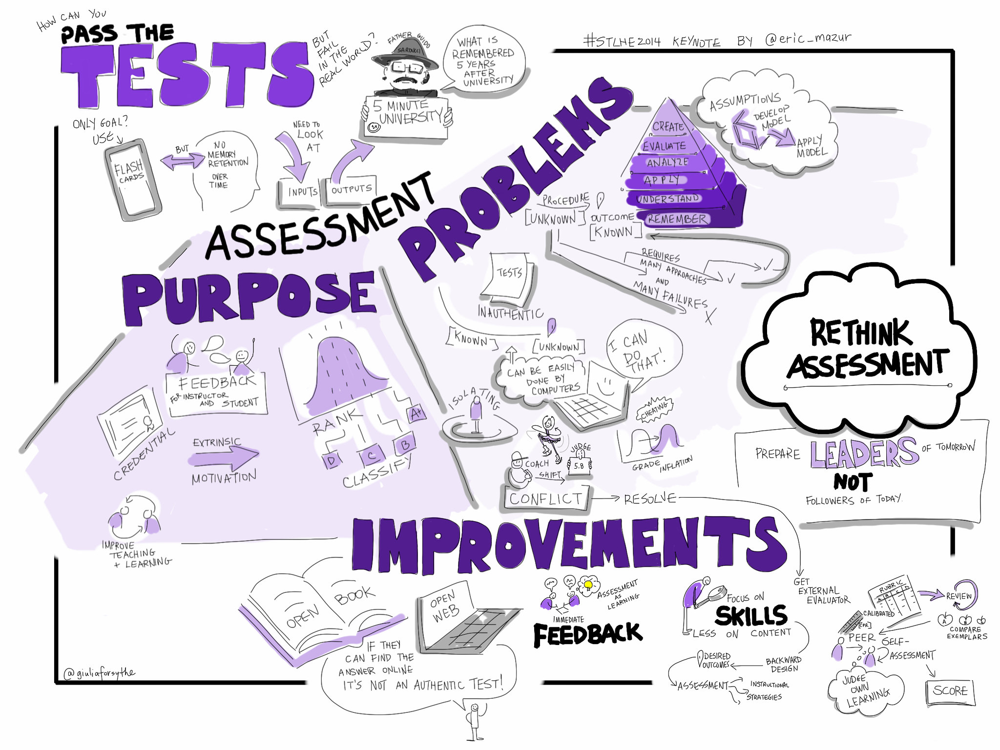 HOW CAN YOU
PASS THE
TESTS
BUT
FAIL
IN THE
REAL WORLD?
FATHER GUIDO
SARDUCCI
5 MINUTE
UNIVERSITY
WHAT IS
REMEMBERED
5 YEARS
AFTER
UNIVERSITY
#STLHE2014 KEYNOTE BY @eric_mazur
ONLY GOAL?
USE
FLASH
CARDS
BUT
NO
MEMORY
RETENTION
OVER
TIME
NEED TO
LOOK
AT
INPUTS
OUTPUTS
ASSESSMENT
PURPOSE
FEEDBACK
FOR INSTRUCTOR
AND STUDENT
CREDENTIAL
EXTRINSIC
MOTIVATION
RANK
A+
B
C
D
CLASSIFY
IMPROVE
TEACHING
+ LEARNING
PROBLEMS
CREATE
EVALUATE
ANALYZE
APPLY
UNDERSTAND
REMEMBER
ASSUMPTIONS
DEVELOP
MODEL
APPLY
MODEL
PROCEDURE
[UNKNOWN]
OUTCOME
[KNOWN]
REQUIRES
MANY APPROACHES
AND
MANY FAILURES
X
TESTS
INAUTHENTIC
[KNOWN]
[UNKNOWN]
CAN BE EASILY
DONE BY
COMPUTERS
I CAN
DO
THAT!
ISOLATING
CHEATING
GRADE INFLATION
COACH
SHIFT
JUDGE
5.8
CONFLICT
RESOLVE
RETHINK
ASSESSMENT
PREPARE LEADERS OF TOMORROW
NOT
FOLLOWERS OF TODAY.
IMPROVEMENTS
OPEN
BOOK
OPEN
WEB
IF THEY
CAN FIND THE
ANSWER ONLINE
IT'S NOT AN AUTHENTIC TEST!
ASSESSMENT
AS
LEARNING
IMMEDIATE
FEEDBACK
FOCUS ON
SKILLS
LESS ON CONTENT
BACKWARD
DESIGN
DESIRED
OUTCOMES
ASSESSMENT
INSTRUCTIONAL
STRATEGIES
GET
EXTERNAL
EVALUATOR
RUBRIC
A B C D
REVIEW
CALIBRATED
[CPR]
PEER
A
B
C
COMPARE
EXEMPLARS
SELF-
ASSESSMENT
JUDGE
OWN
LEARNING
SCORE
@giuliaforsythe